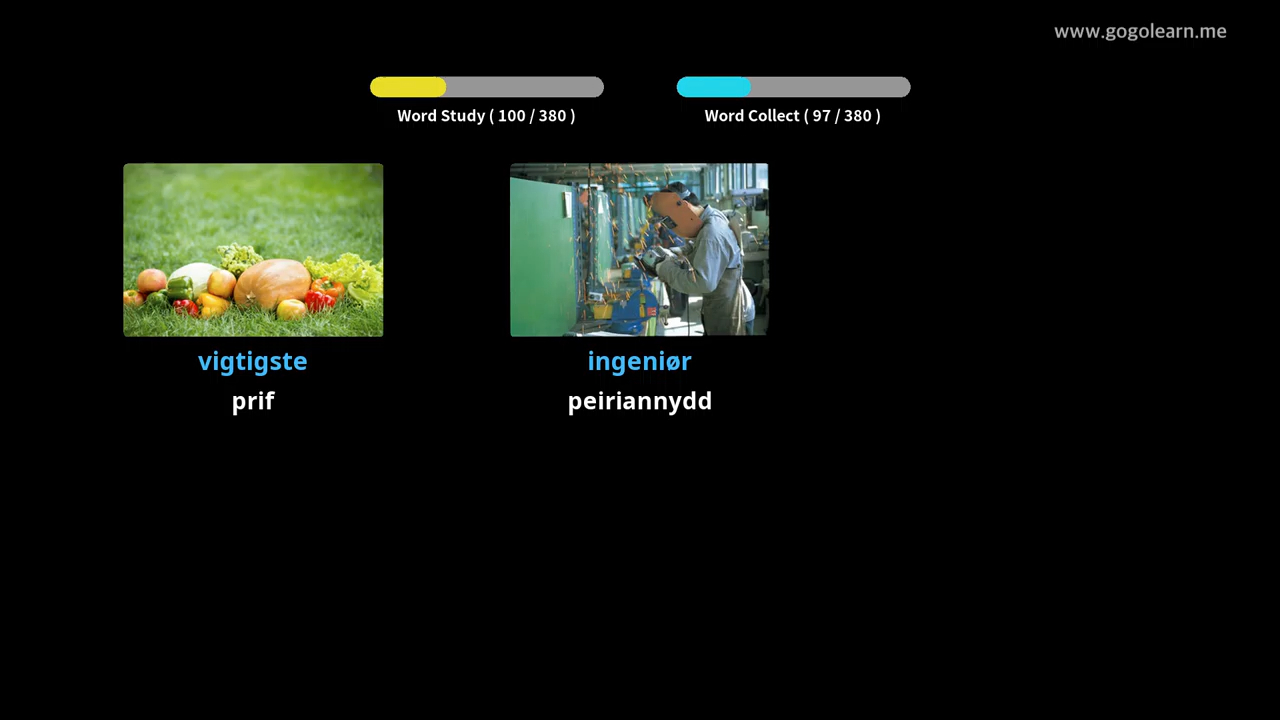 www.gogolearn.me
Word Study ( 100 / 380 )
Word Collect ( 97 / 380 )
vigtigste
prif
ingeniør
peiriannydd